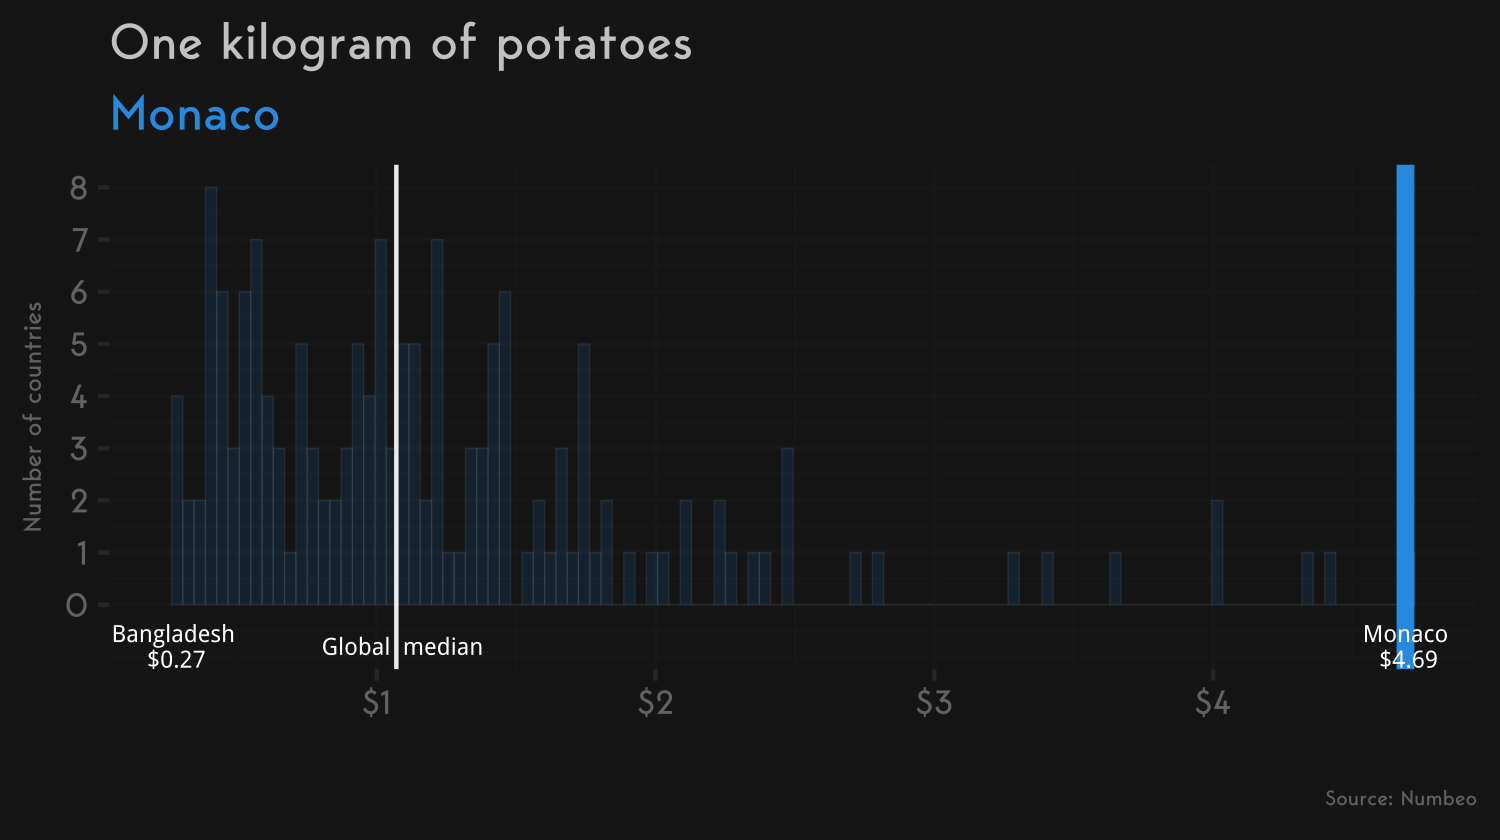 One kilogram of potatoes
Monaco
Number of countries
8
7
6
5
4
3
2
1
0
Bangladesh
$0.27
Global median
Monaco
$4.69
$1 $2 $3 $4
Source: Numbeo